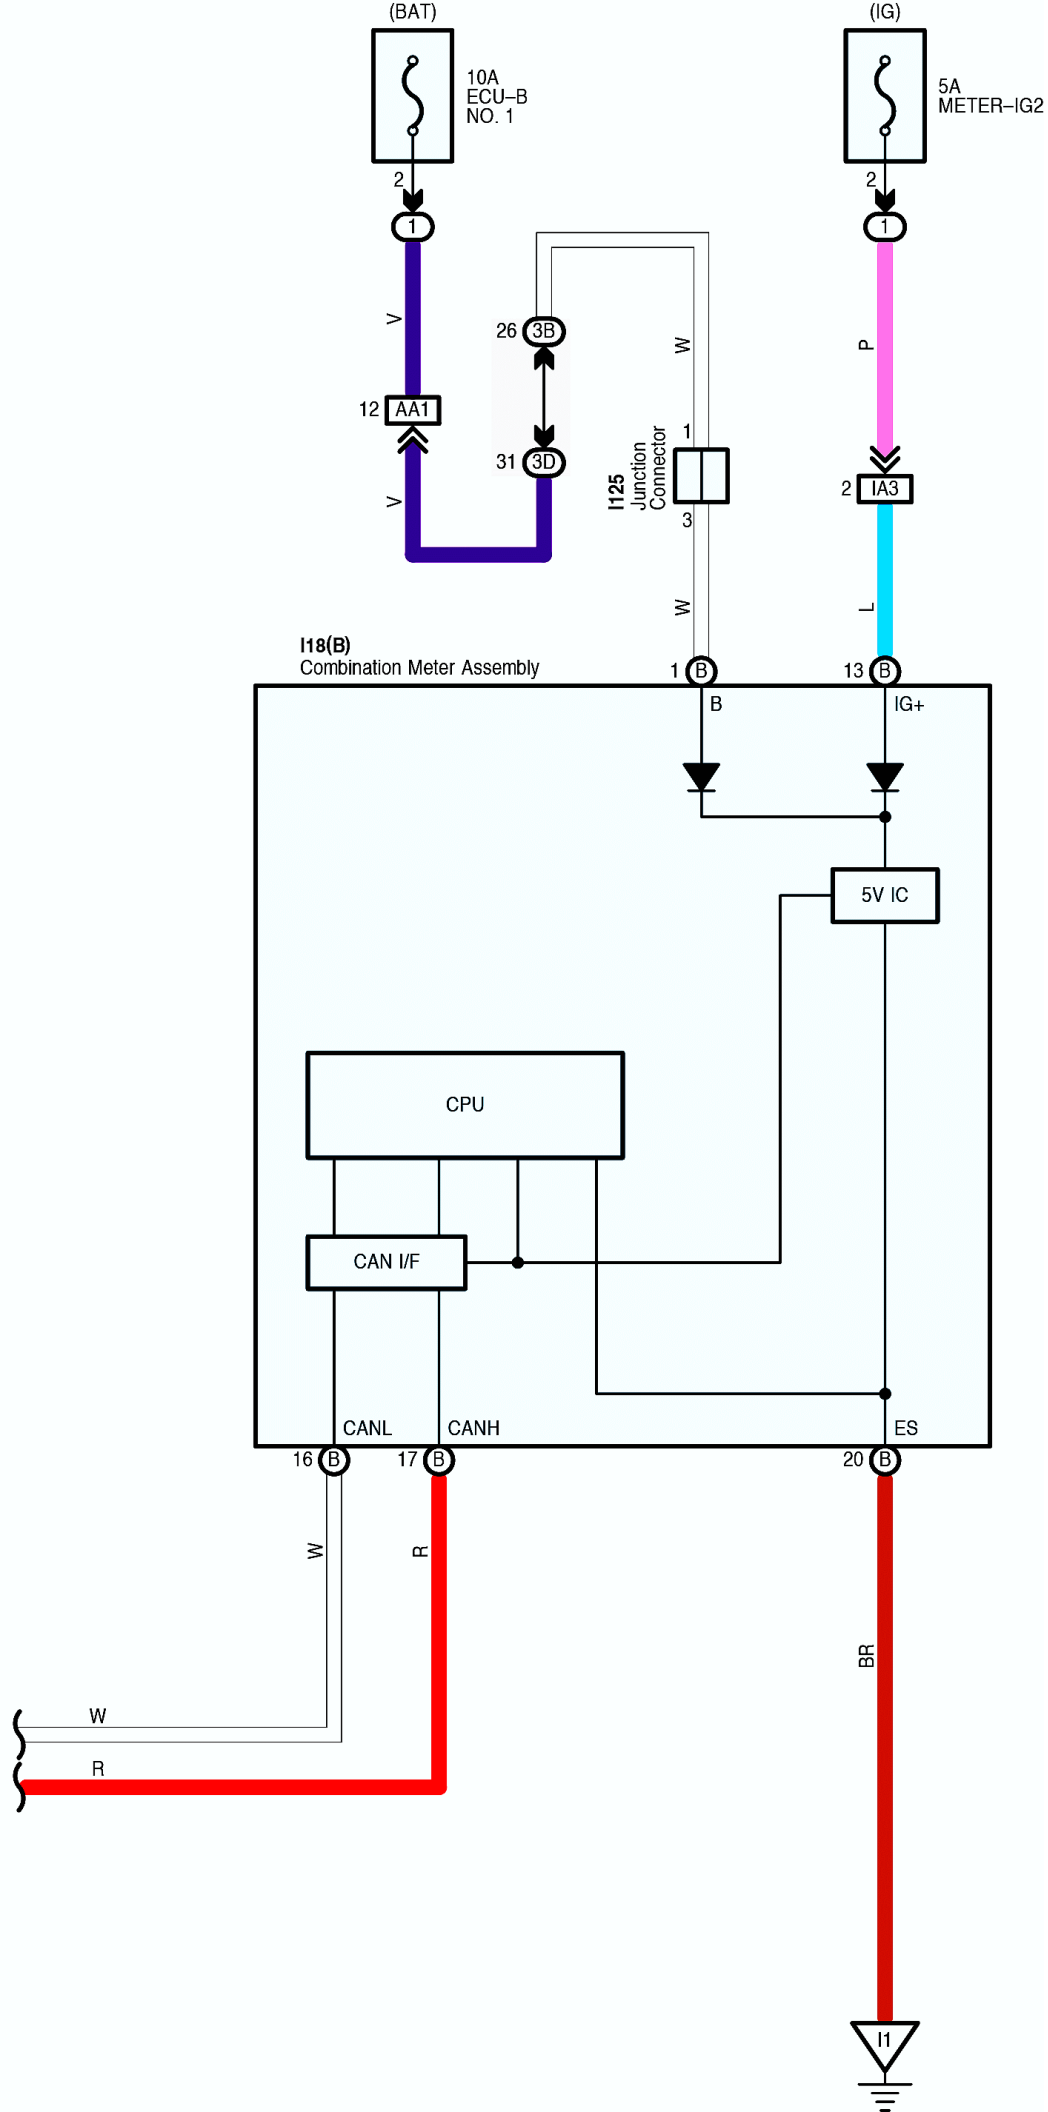 (BAT)
(IG)
10A
ECU–B
NO. 1
5A
METER–IG2
2
2
1
1
V
26 3B
W
P
12 AA1
1
31 3D
I125
Junction
Connector
2 IA3
V
3
W
L
I18(B)
Combination Meter Assembly
1 B
13 B
B
IG+
5V IC
CPU
CAN I/F
CANL
CANH
ES
16 B
17 B
20 B
W
R
BR
W
R
I1